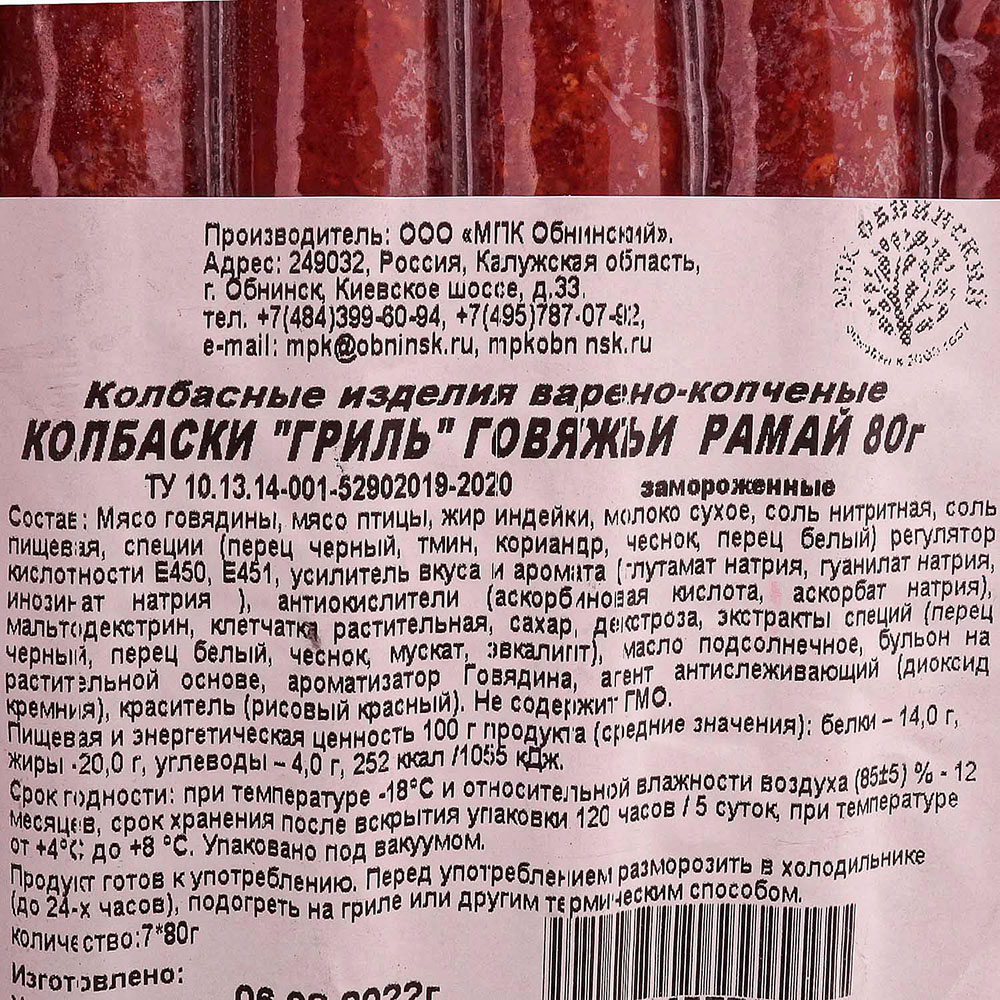 Производитель: ООО «МПК Обнинский».
Адрес: 249032, Россия, Калужская область,
г. Обнинск, Киевское шоссе, д.33,
тел. +7(484)399-60-94, +7(495)787-07-92,
e-mail: mpk@obninsk.ru, mpkobn nsk.ru
МПК ОБНИНСКИЙ
Колбасные изделия варено-копченые
КОЛБАСКИ "ГРИЛЬ" ГОВЯЖЬИ РАМАЙ 80г
ТУ 10.13.14-001-52902019-2020 замороженные
Состав: Мясо говядины, мясо птицы, жир индейки, молоко сухое, соль нитритная, соль
пищевая, специи (перец черный, тмин, кориандр, чеснок, перец белый) регулятор
кислотности Е450, Е451, усилитель вкуса и аромата (глутамат натрия, гуанилат натрия,
инозинат натрия ), антиокислители (аскорбиновая кислота, аскорбат натрия),
мальтодекстрин, клетчатка растительная, сахар, декстроза, экстракты специй (перец
черный, перец белый, чеснок, мускат, эвкалипт), масло подсолнечное, бульон на
растительной основе, ароматизатор Говядина, агент антислеживающий (диоксид
кремния), краситель (рисовый красный). Не содержит ГМО.
Пищевая и энергетическая ценность 100 г продукта (средние значения): белки – 14,0 г,
жиры -20,0 г, углеводы – 4,0 г, 252 ккал /1055 кДж.
Срок годности: при температуре -18°С и относительной влажности воздуха (85±5) % - 12
месяцев, срок хранения после вскрытия упаковки 120 часов / 5 суток, при температуре
от +4°С до +8 °С. Упаковано под вакуумом.
Продукт готов к употреблению. Перед употреблением разморозить в холодильнике
(до 24-х часов), подогреть на гриле или другим термическим способом.
количество:7*80г
Изготовлено: